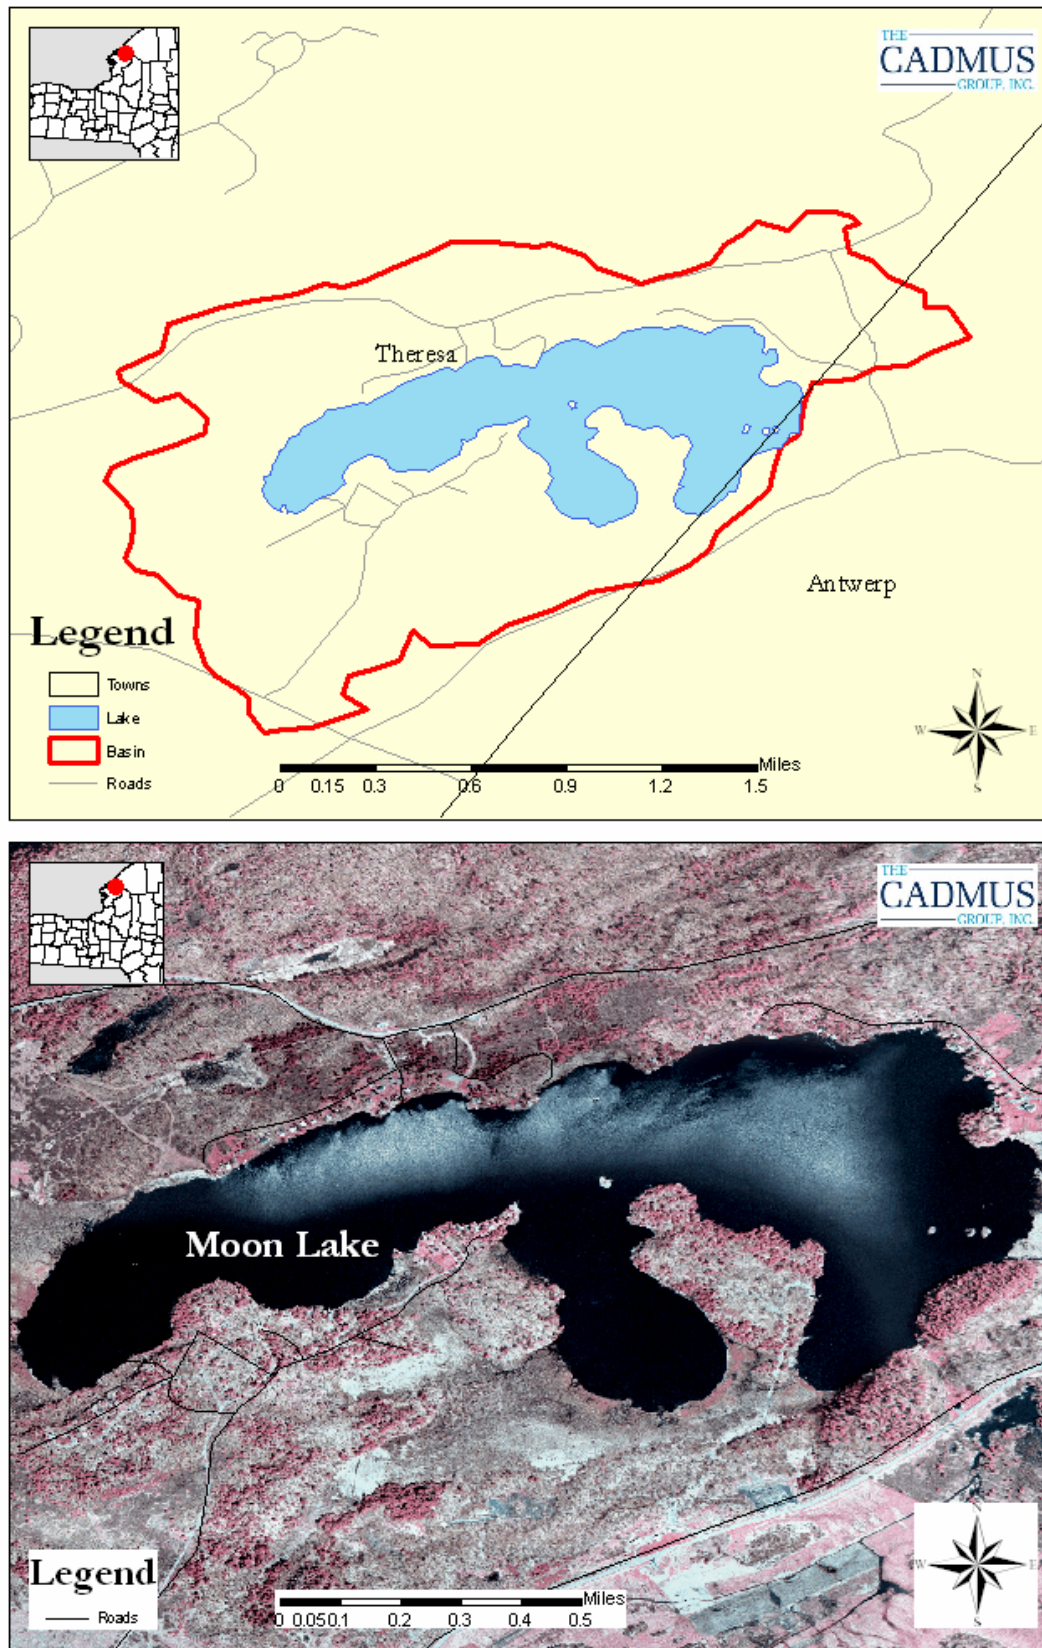 THE
CADMUS
GROUP, INC.
Theresa
Antwerp
Legend
Towns
Lake
Basin
Roads
N
W E
S
Miles
0 0.15 0.3 0.6 0.9 1.2 1.5
THE
CADMUS
GROUP, INC.
Moon Lake
Legend
Roads
N
W E
S
Miles
0 0.05 0.1 0.2 0.3 0.4 0.5